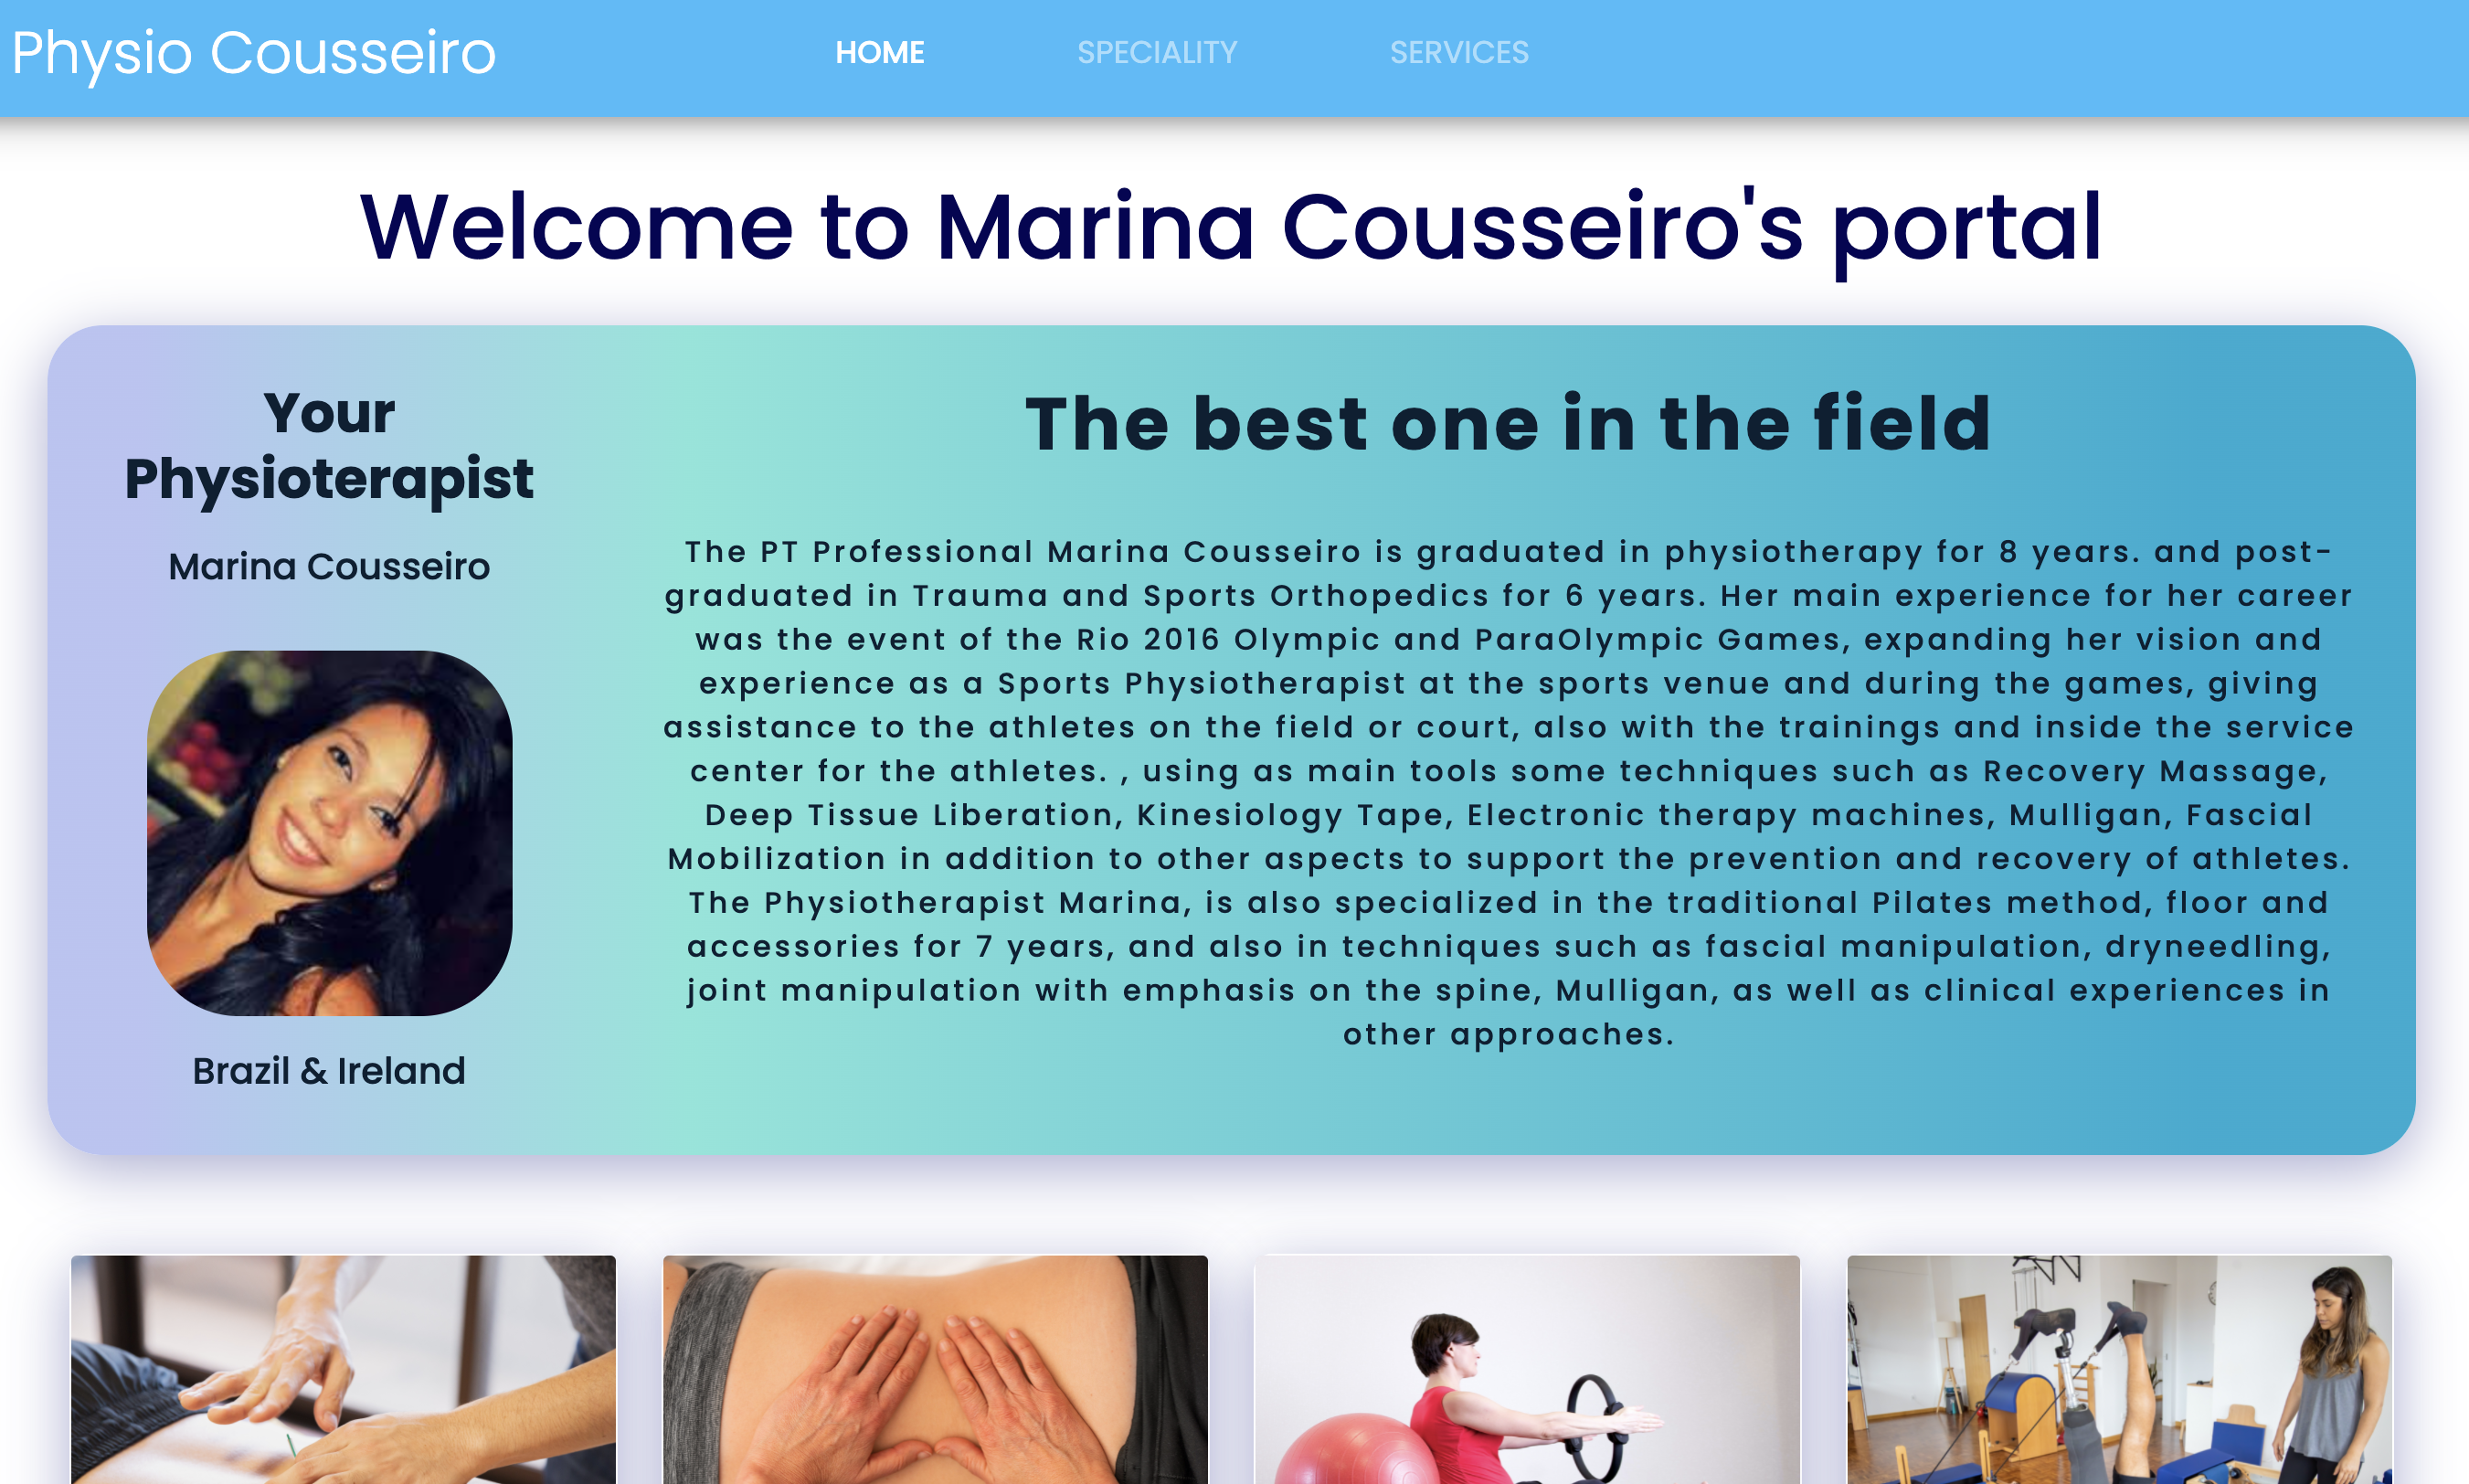 Physio Cousseiro
HOME
SPECIALITY
SERVICES
Welcome to Marina Cousseiro's portal
Your
Physioterapist
Marina Cousseiro
Brazil & Ireland
The best one in the field
The PT Professional Marina Cousseiro is graduated in physiotherapy for 8 years. and post-
graduated in Trauma and Sports Orthopedics for 6 years. Her main experience for her career
was the event of the Rio 2016 Olympic and ParaOlympic Games, expanding her vision and
experience as a Sports Physiotherapist at the sports venue and during the games, giving
assistance to the athletes on the field or court, also with the trainings and inside the service
center for the athletes. , using as main tools some techniques such as Recovery Massage,
Deep Tissue Liberation, Kinesiology Tape, Electronic therapy machines, Mulligan, Fascial
Mobilization in addition to other aspects to support the prevention and recovery of athletes.
The Physiotherapist Marina, is also specialized in the traditional Pilates method, floor and
accessories for 7 years, and also in techniques such as fascial manipulation, dryneedling,
joint manipulation with emphasis on the spine, Mulligan, as well as clinical experiences in
other approaches.